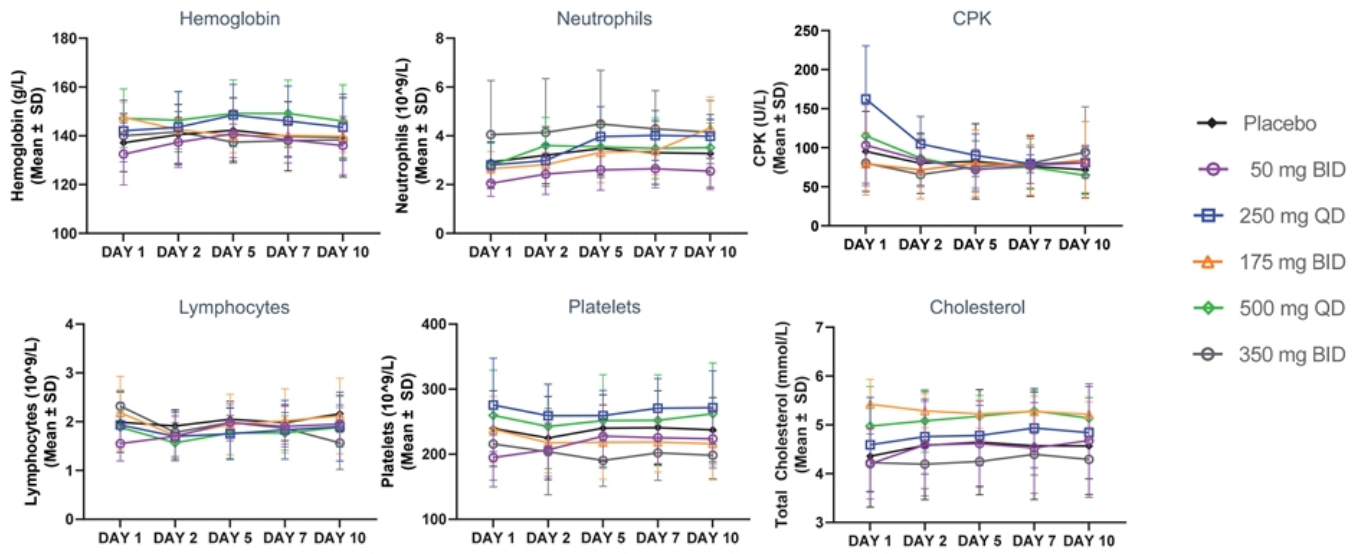 Hemoglobin
Hemoglobin (g/L)
(Mean ± SD)
180
160
140
120
100
DAY 1 DAY 2 DAY 5 DAY 7 DAY 10
Neutrophils
Neutrophils (10^9/L)
(Mean ± SD)
8
6
4
2
0
DAY 1 DAY 2 DAY 5 DAY 7 DAY 10
CPK
CPK (U/L)
(Mean ± SD)
250
200
150
100
50
0
DAY 1 DAY 2 DAY 5 DAY 7 DAY 10
Placebo
50 mg BID
250 mg QD
175 mg BID
500 mg QD
350 mg BID
Lymphocytes
Lymphocytes (10^9/L)
(Mean ± SD)
4
3
2
1
0
DAY 1 DAY 2 DAY 5 DAY 7 DAY 10
Platelets
Platelets (10^9/L)
(Mean ± SD)
400
300
200
100
DAY 1 DAY 2 DAY 5 DAY 7 DAY 10
Cholesterol
Total Cholesterol (mmol/L)
(Mean ± SD)
7
6
5
4
3
DAY 1 DAY 2 DAY 5 DAY 7 DAY 10